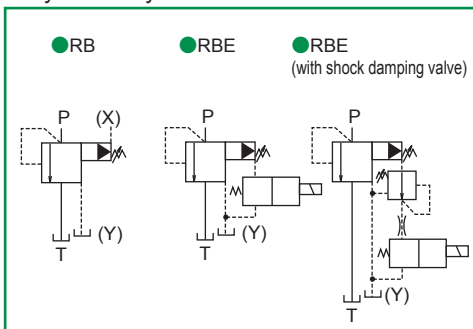 RB
RBE
RBE
(with shock damping valve)
P
(X)
P
P
(Y)
T
(Y)
T
(Y)
T